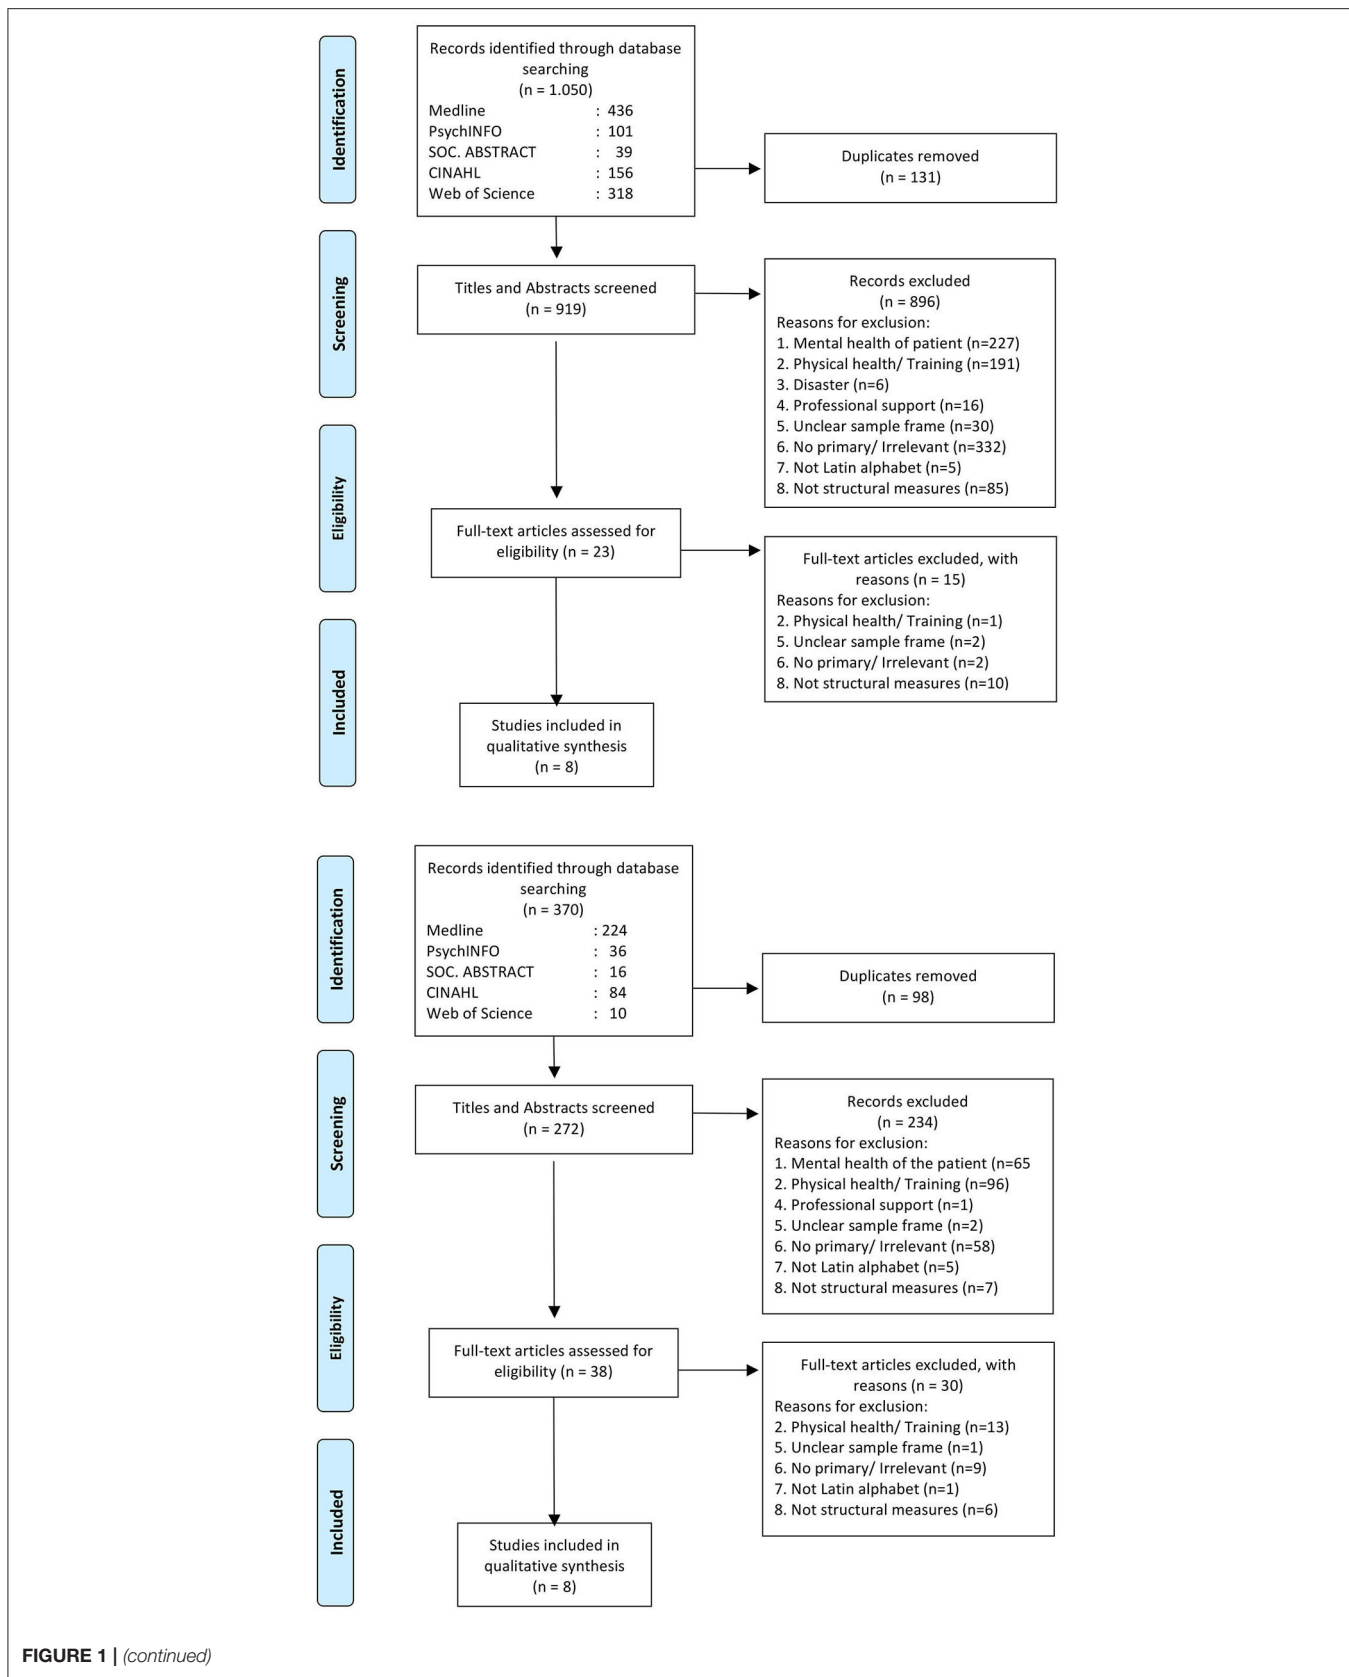 Identification
Records identified through database
searching
(n = 1.050)
Medline : 436
PsychINFO : 101
SOC. ABSTRACT : 39
CINAHL : 156
Web of Science : 318
Duplicates removed
(n = 131)
Screening
Titles and Abstracts screened
(n = 919)
Records excluded
(n = 896)
Reasons for exclusion:
1. Mental health of patient (n=227)
2. Physical health/ Training (n=191)
3. Disaster (n=6)
4. Professional support (n=16)
5. Unclear sample frame (n=30)
6. No primary/ Irrelevant (n=332)
7. Not Latin alphabet (n=5)
8. Not structural measures (n=85)
Eligibility
Full-text articles assessed for
eligibility (n = 23)
Full-text articles excluded, with
reasons (n = 15)
Reasons for exclusion:
2. Physical health/ Training (n=1)
5. Unclear sample frame (n=2)
6. No primary/ Irrelevant (n=2)
8. Not structural measures (n=10)
Included
Studies included in
qualitative synthesis
(n = 8)
Identification
Records identified through database
searching
(n = 370)
Medline : 224
PsychINFO : 36
SOC. ABSTRACT : 16
CINAHL : 84
Web of Science : 10
Duplicates removed
(n = 98)
Screening
Titles and Abstracts screened
(n = 272)
Records excluded
(n = 234)
Reasons for exclusion:
1. Mental health of the patient (n=65
2. Physical health/ Training (n=96)
4. Professional support (n=1)
5. Unclear sample frame (n=2)
6. No primary/ Irrelevant (n=58)
7. Not Latin alphabet (n=5)
8. Not structural measures (n=7)
Eligibility
Full-text articles assessed for
eligibility (n = 38)
Full-text articles excluded, with
reasons (n = 30)
Reasons for exclusion:
2. Physical health/ Training (n=13)
5. Unclear sample frame (n=1)
6. No primary/ Irrelevant (n=9)
7. Not Latin alphabet (n=1)
8. Not structural measures (n=6)
Included
Studies included in
qualitative synthesis
(n = 8)
FIGURE 1 | (continued)